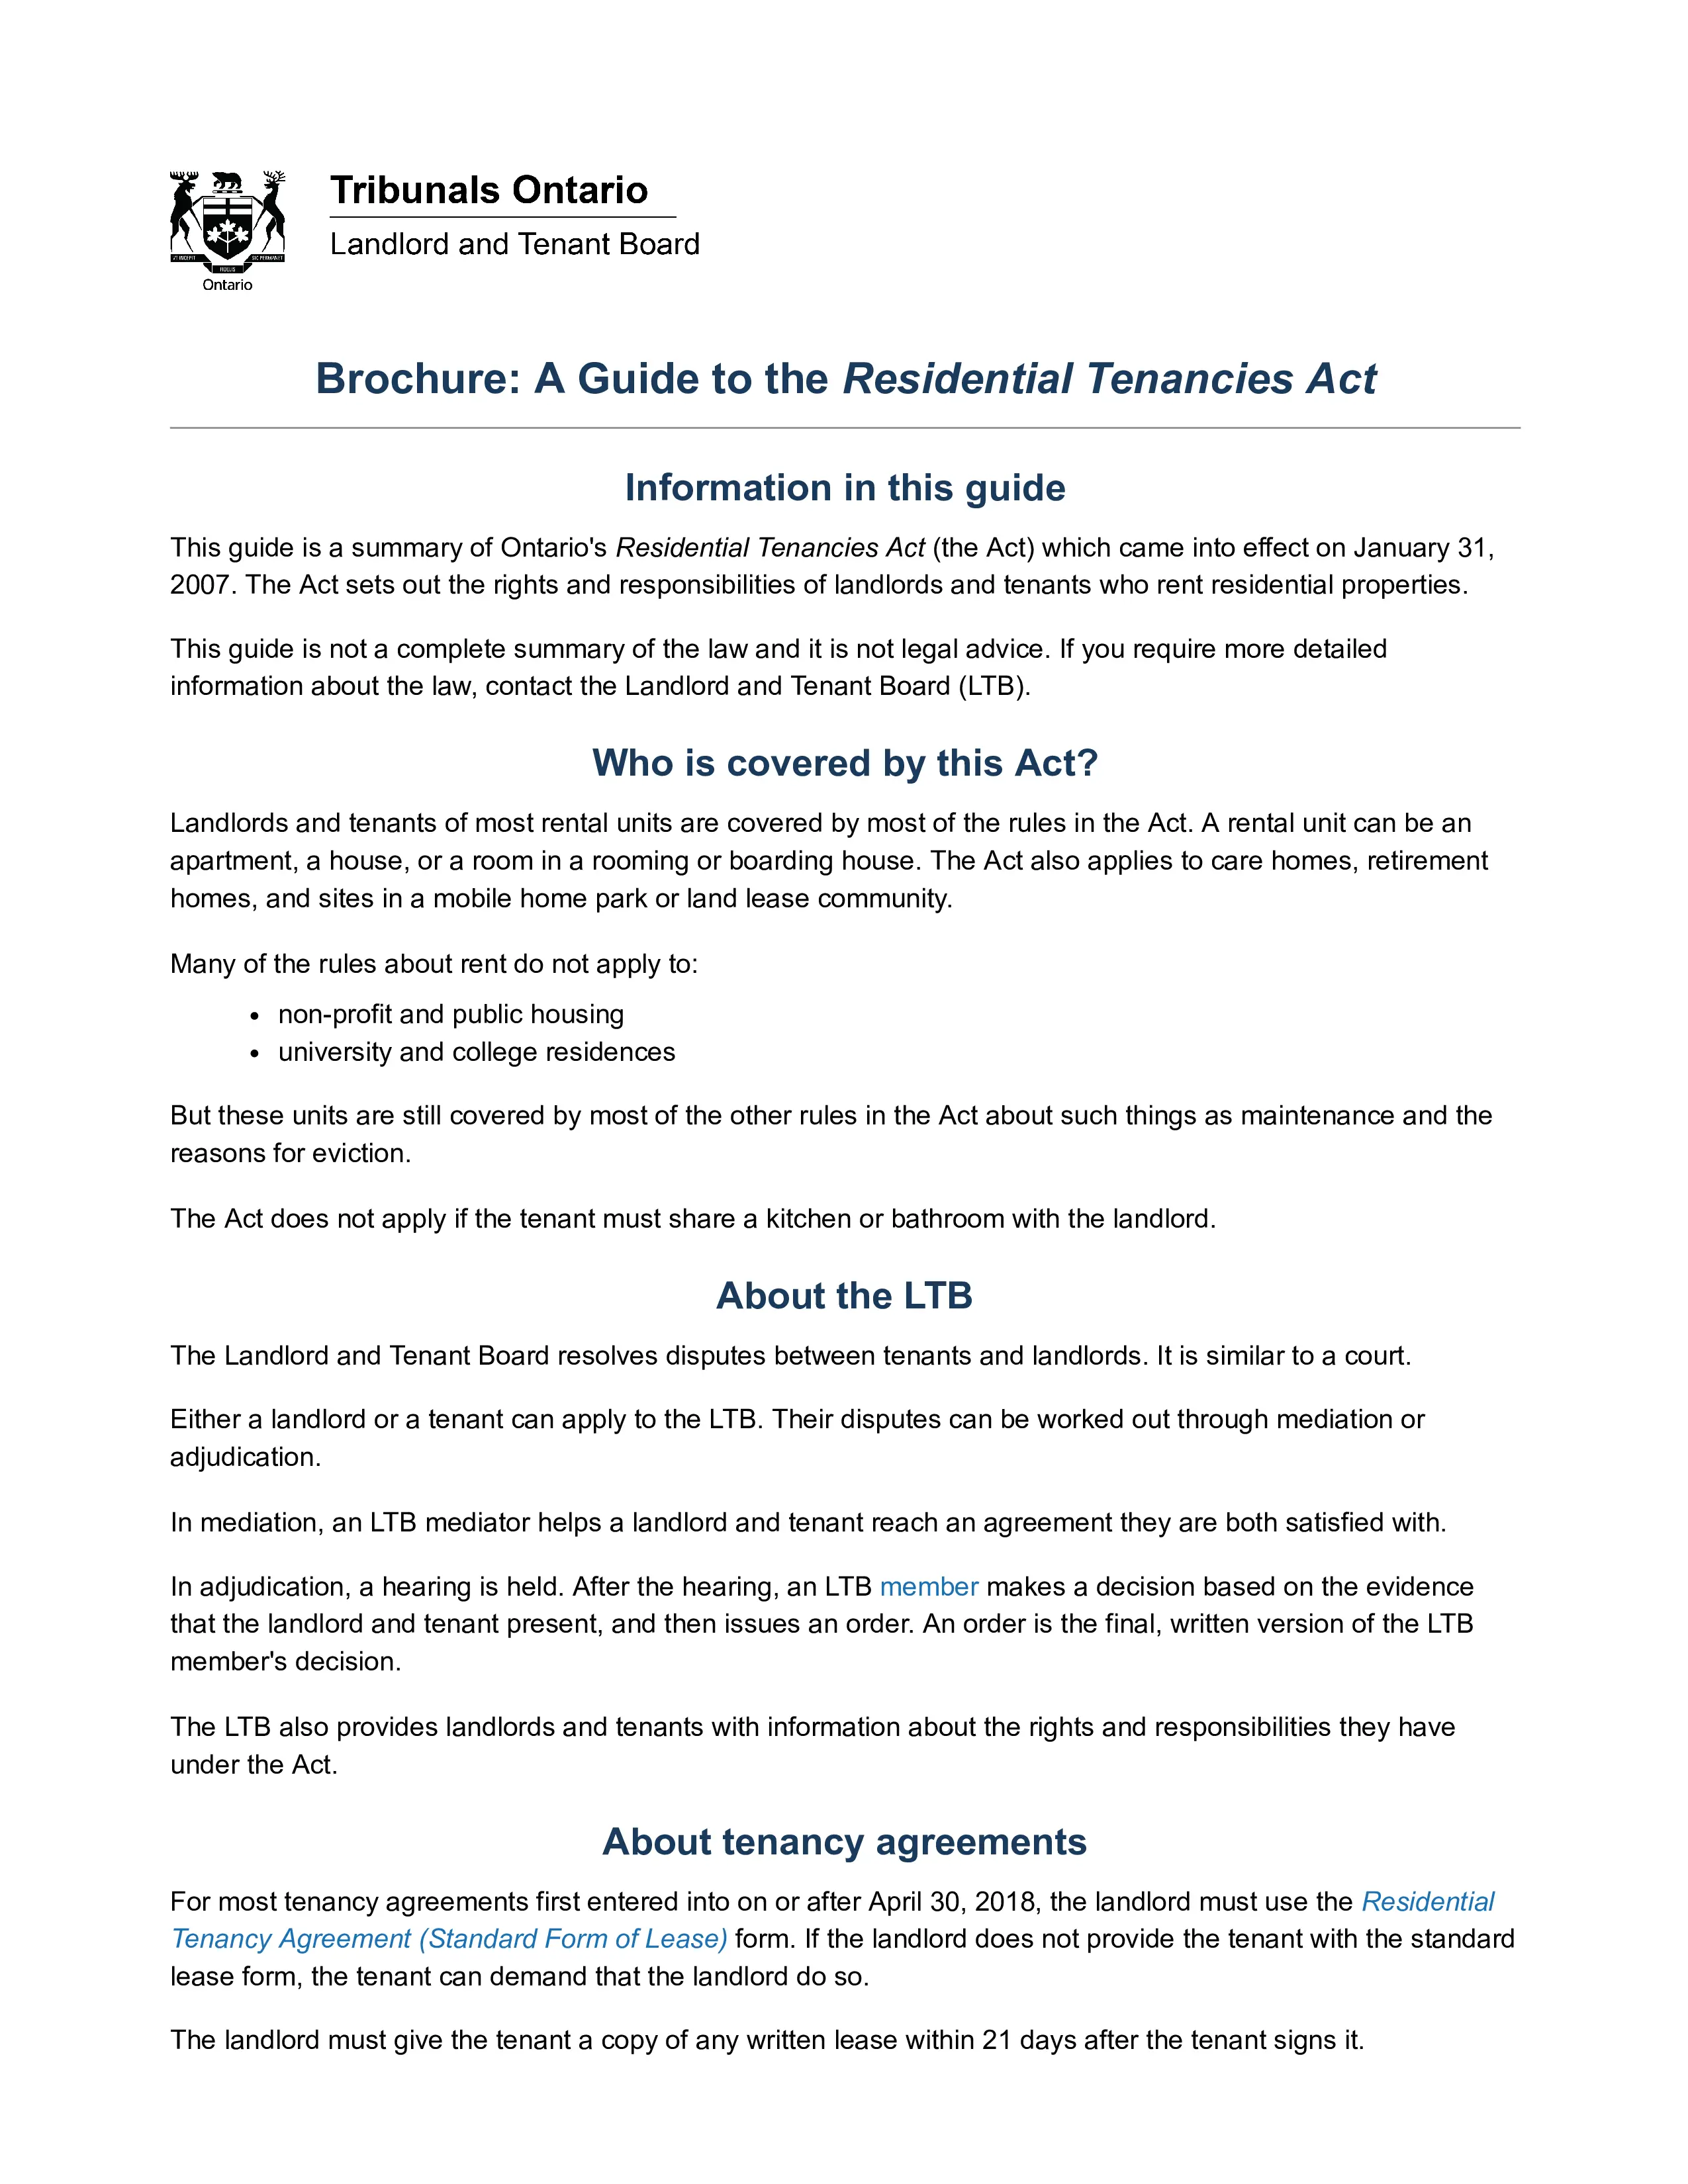 Tribunals Ontario
Landlord and Tenant Board
Ontario
Brochure: A Guide to the Residential Tenancies Act
Information in this guide
This guide is a summary of Ontario's Residential Tenancies Act (the Act) which came into effect on January 31,
2007. The Act sets out the rights and responsibilities of landlords and tenants who rent residential properties.
This guide is not a complete summary of the law and it is not legal advice. If you require more detailed
information about the law, contact the Landlord and Tenant Board (LTB).
Who is covered by this Act?
Landlords and tenants of most rental units are covered by most of the rules in the Act. A rental unit can be an
apartment, a house, or a room in a rooming or boarding house. The Act also applies to care homes, retirement
homes, and sites in a mobile home park or land lease community.
Many of the rules about rent do not apply to:
• non-profit and public housing
• university and college residences
But these units are still covered by most of the other rules in the Act about such things as maintenance and the
reasons for eviction.
The Act does not apply if the tenant must share a kitchen or bathroom with the landlord.
About the LTB
The Landlord and Tenant Board resolves disputes between tenants and landlords. It is similar to a court.
Either a landlord or a tenant can apply to the LTB. Their disputes can be worked out through mediation or
adjudication.
In mediation, an LTB mediator helps a landlord and tenant reach an agreement they are both satisfied with.
In adjudication, a hearing is held. After the hearing, an LTB member makes a decision based on the evidence
that the landlord and tenant present, and then issues an order. An order is the final, written version of the LTB
member's decision.
The LTB also provides landlords and tenants with information about the rights and responsibilities they have
under the Act.
About tenancy agreements
For most tenancy agreements first entered into on or after April 30, 2018, the landlord must use the Residential
Tenancy Agreement (Standard Form of Lease) form. If the landlord does not provide the tenant with the standard
lease form, the tenant can demand that the landlord do so.
The landlord must give the tenant a copy of any written lease within 21 days after the tenant signs it.